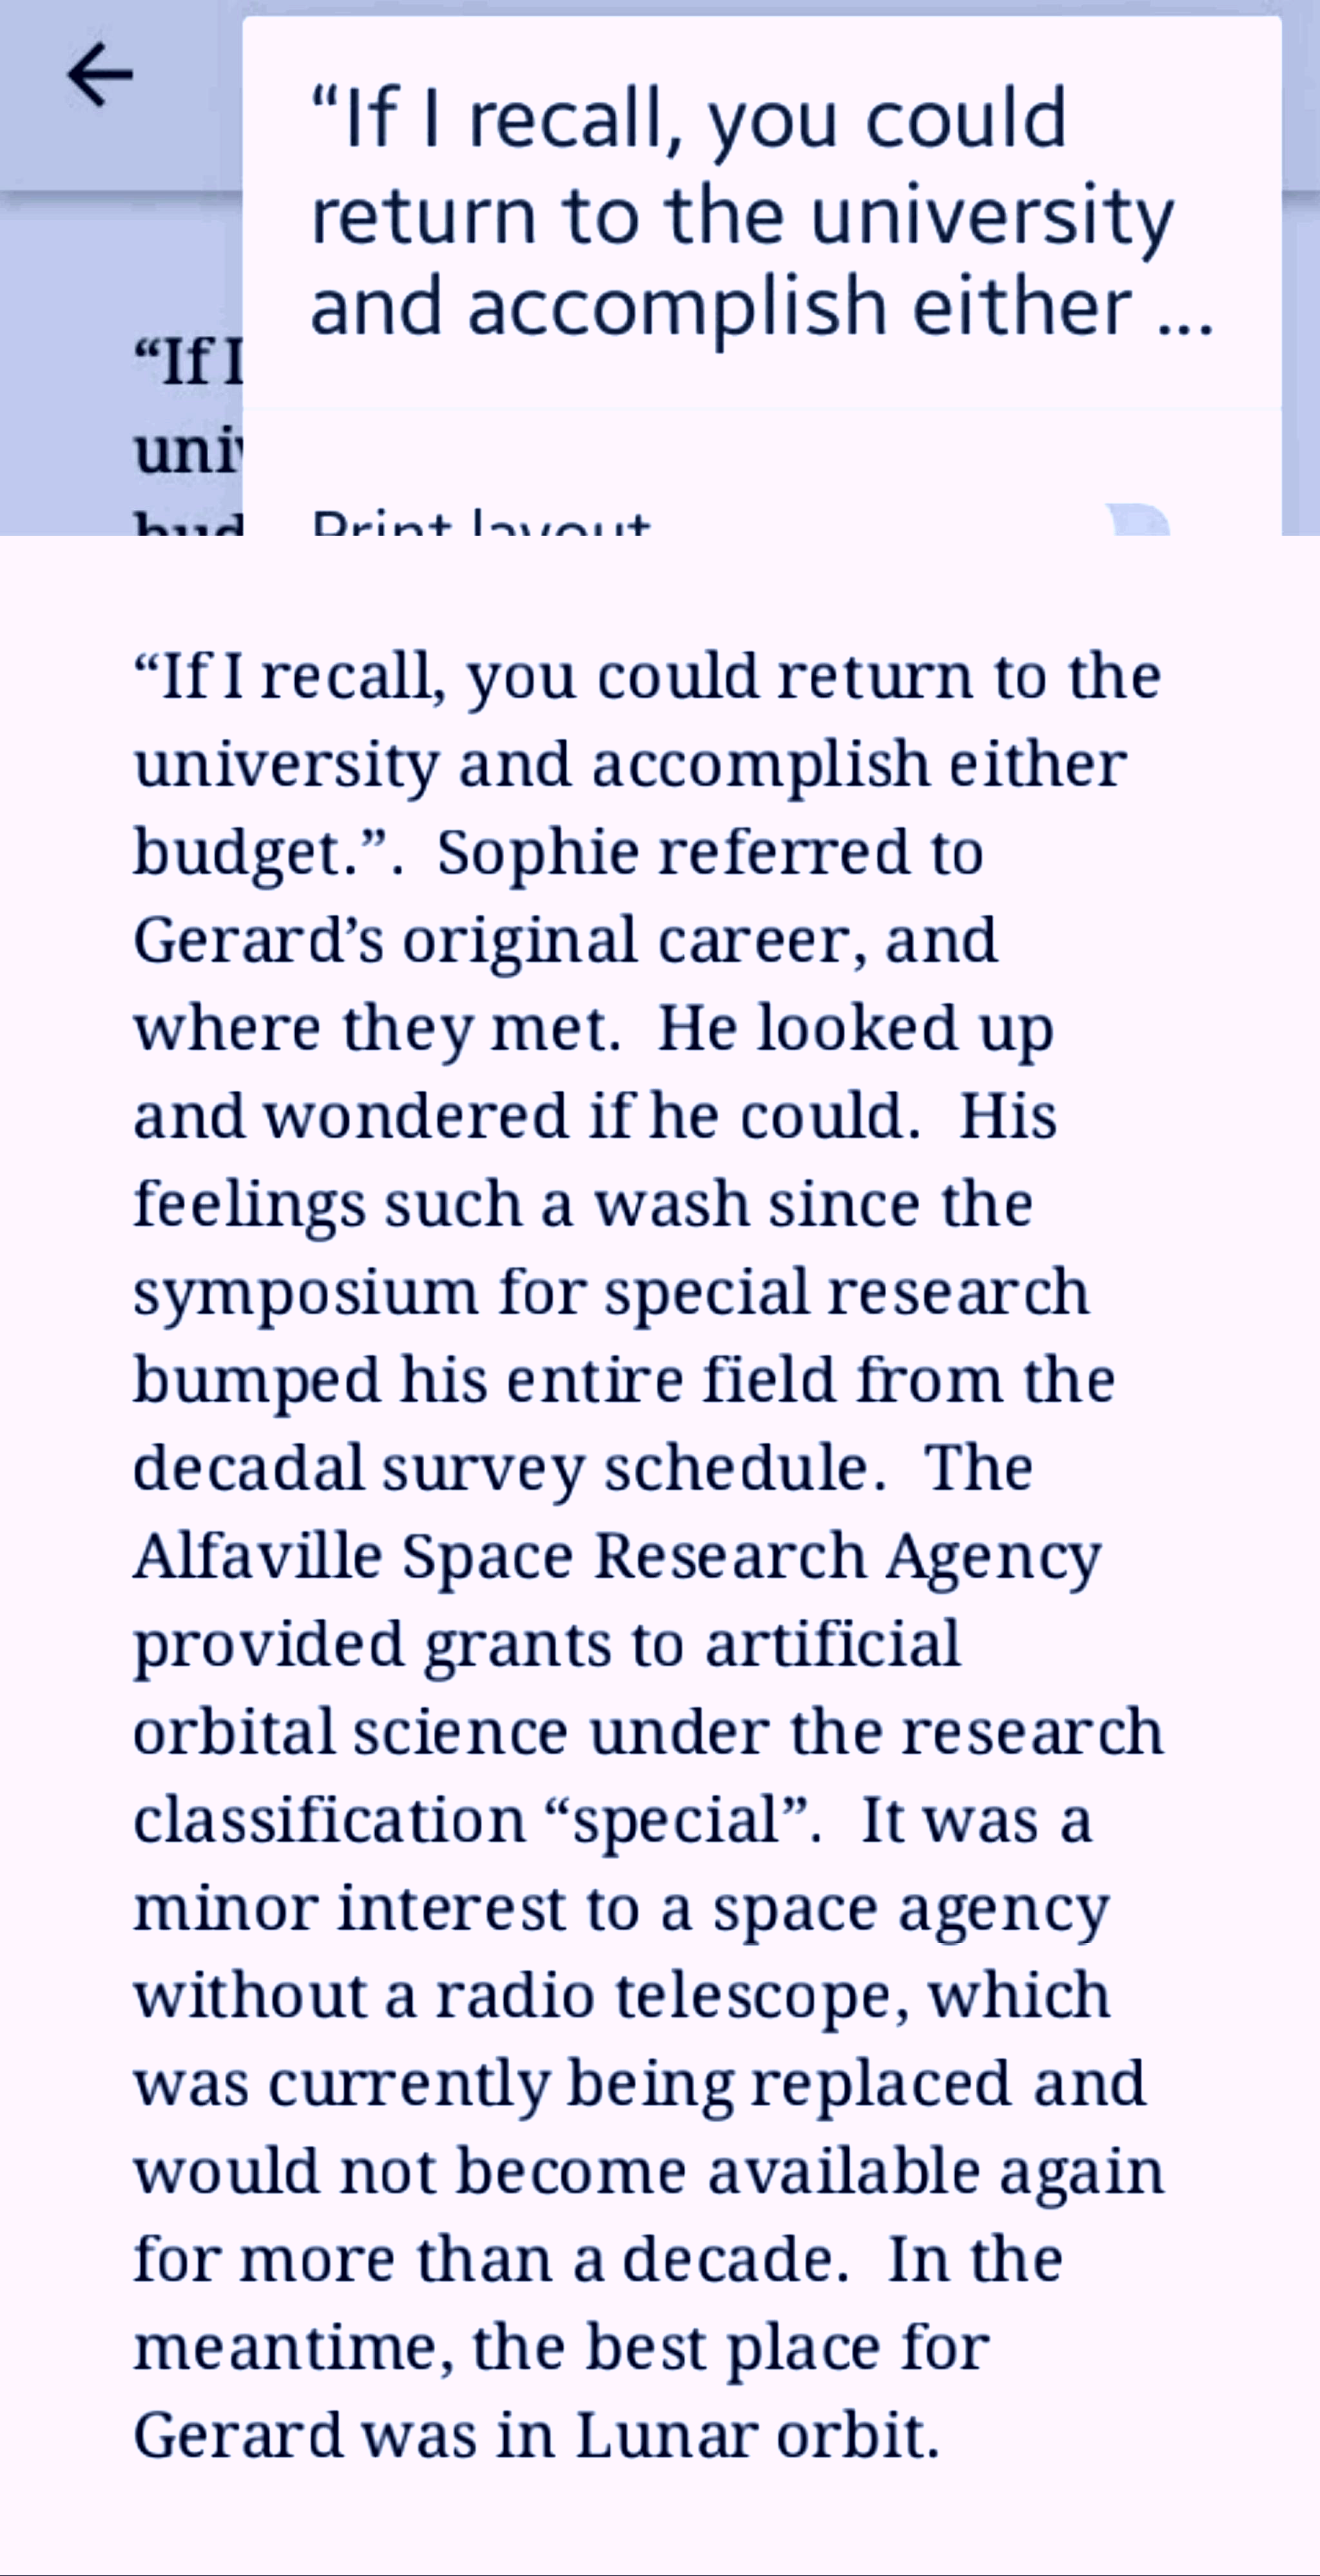 “If I recall, you could
return to the university
and accomplish either ...
“If I
Print layout
“If I recall, you could return to the
university and accomplish either
budget.”.  Sophie referred to
Gerard’s original career, and
where they met.  He looked up
and wondered if he could.  His
feelings such a wash since the
symposium for special research
bumped his entire field from the
decadal survey schedule.  The
Alfaville Space Research Agency
provided grants to artificial
orbital science under the research
classification “special”.  It was a
minor interest to a space agency
without a radio telescope, which
was currently being replaced and
would not become available again
for more than a decade.  In the
meantime, the best place for
Gerard was in Lunar orbit.